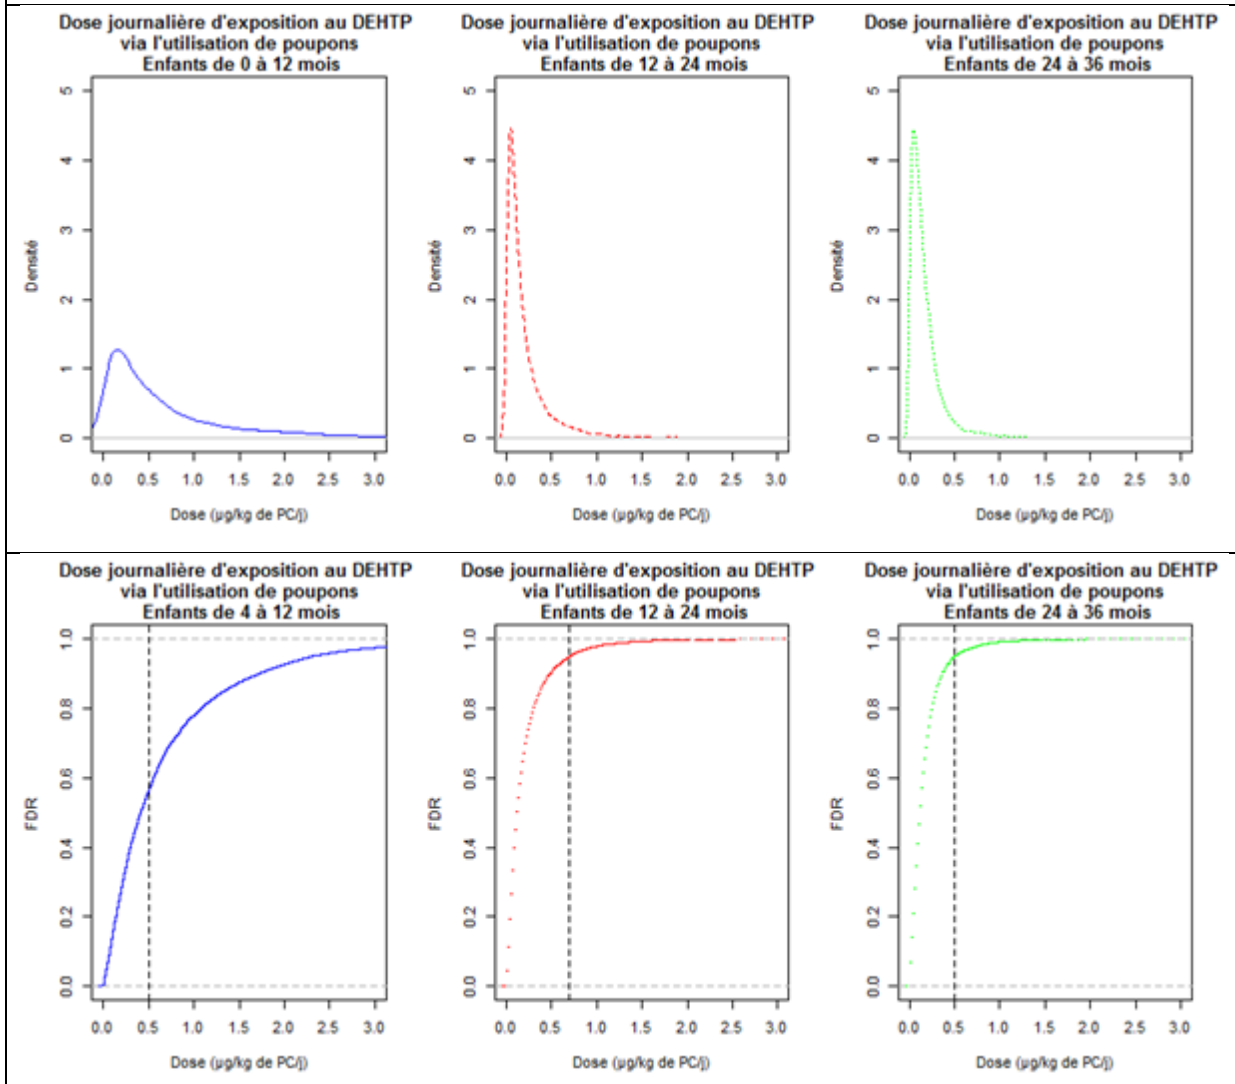 Dose journalière d'exposition au DEHTP
via l'utilisation de poupons
Enfants de 0 à 12 mois
5
4
3
2
1
0
Densité
0.0 0.5 1.0 1.5 2.0 2.5 3.0
Dose (µg/kg de PC/j)
Dose journalière d'exposition au DEHTP
via l'utilisation de poupons
Enfants de 12 à 24 mois
5
4
3
2
1
0
Densité
0.0 0.5 1.0 1.5 2.0 2.5 3.0
Dose (µg/kg de PC/j)
Dose journalière d'exposition au DEHTP
via l'utilisation de poupons
Enfants de 24 à 36 mois
5
4
3
2
1
0
Densité
0.0 0.5 1.0 1.5 2.0 2.5 3.0
Dose (µg/kg de PC/j)
Dose journalière d'exposition au DEHTP
via l'utilisation de poupons
Enfants de 4 à 12 mois
1.0
0.8
0.6
0.4
0.2
0.0
FDR
0.0 0.5 1.0 1.5 2.0 2.5 3.0
Dose (µg/kg de PC/j)
Dose journalière d'exposition au DEHTP
via l'utilisation de poupons
Enfants de 12 à 24 mois
1.0
0.8
0.6
0.4
0.2
0.0
FDR
0.0 0.5 1.0 1.5 2.0 2.5 3.0
Dose (µg/kg de PC/j)
Dose journalière d'exposition au DEHTP
via l'utilisation de poupons
Enfants de 24 à 36 mois
1.0
0.8
0.6
0.4
0.2
0.0
FDR
0.0 0.5 1.0 1.5 2.0 2.5 3.0
Dose (µg/kg de PC/j)